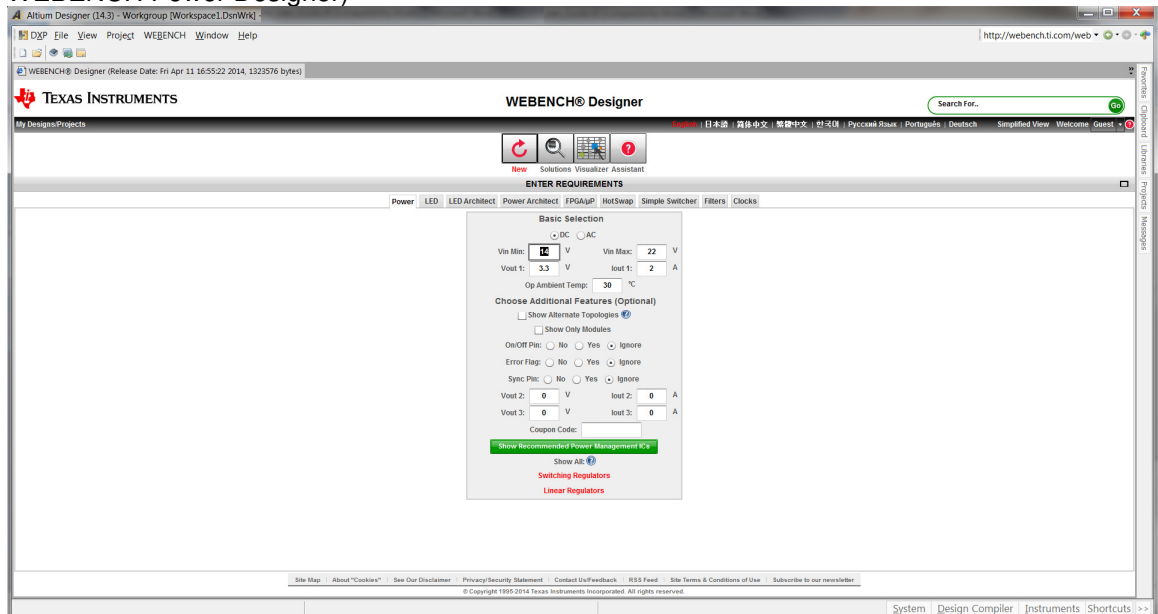 WEBENCH Power Designer)
Altium Designer (14.3) - Workgroup [Workspace1.DsnWrk] -
DXP File View Project WEBENCH Window Help
http://webench.ti.com/web
WEBENCH® Designer (Release Date: Fri Apr 11 16:55:22 2014, 1323576 bytes)
TEXAS INSTRUMENTS
WEBENCH® Designer
Search For..
Go
My Designs/Projects
English | 日本語 | 简体中文 | 繁體中文 | 한국어 | Русский Язык | Português | Deutsch Simplified View Welcome Guest
New Solutions Visualizer Assistant
ENTER REQUIREMENTS
Power LED LED Architect Power Architect FPGA/µP HotSwap Simple Switcher Filters Clocks
Basic Selection
DC AC
Vin Min: 14 V Vin Max: 22 V
Vout 1: 3.3 V Iout 1: 2 A
Op Ambient Temp: 30 °C
Choose Additional Features (Optional)
Show Alternate Topologies ?
Show Only Modules
On/Off Pin: No Yes Ignore
Error Flag: No Yes Ignore
Sync Pin: No Yes Ignore
Vout 2: 0 V Iout 2: 0 A
Vout 3: 0 V Iout 3: 0 A
Coupon Code:
Show Recommended Power Management ICs
Show All: ?
Switching Regulators
Linear Regulators
Site Map | About "Cookies" | See Our Disclaimer | Privacy/Security Statement | Contact Us/Feedback | RSS Feed | Site Terms & Conditions of Use | Subscribe to our newsletter
© Copyright 1995-2014 Texas Instruments Incorporated. All rights reserved.
Favorites
Clipboard
Libraries
Projects
Messages
System Design Compiler Instruments Shortcuts >>